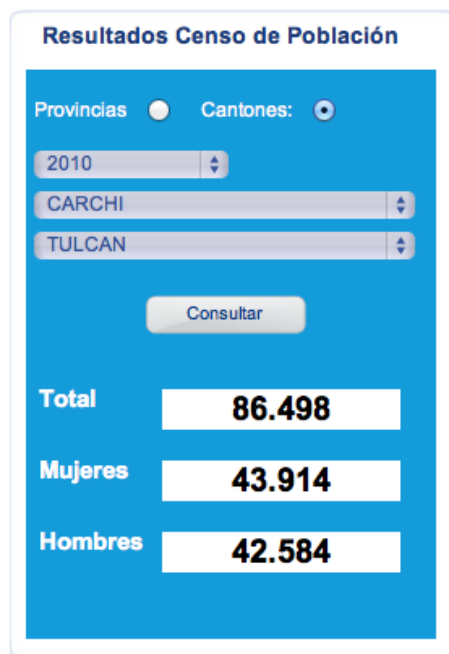 Resultados Censo de Población
Provincias Cantones:
2010
CARCHI
TULCAN
Consultar
Total 86.498
Mujeres 43.914
Hombres 42.584